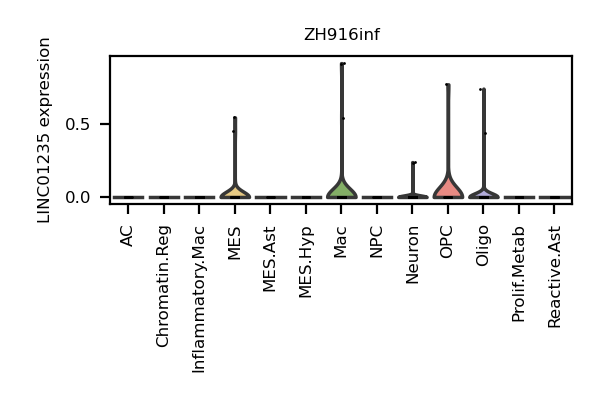 ZH916inf
LINC01235 expression
0.5
0.0
AC
Chromatin.Reg
Inflammatory.Mac
MES
MES.Ast
MES.Hyp
Mac
NPC
Neuron
OPC
Oligo
Prolif.Metab
Reactive.Ast